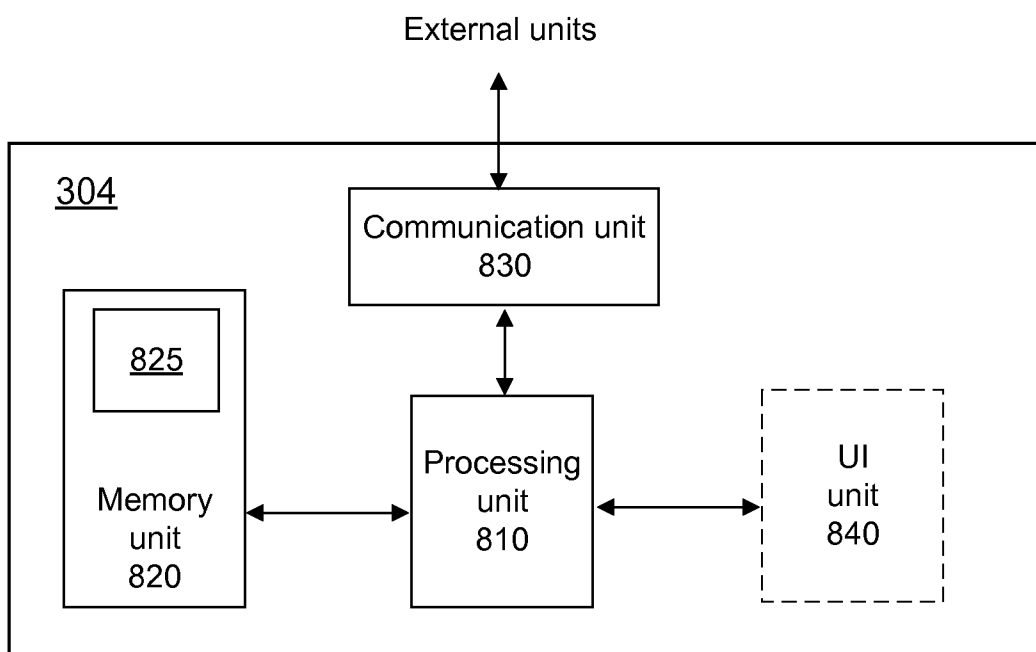 External units
304
Communication unit
830
825
Memory
unit
820
Processing
unit
810
UI
unit
840